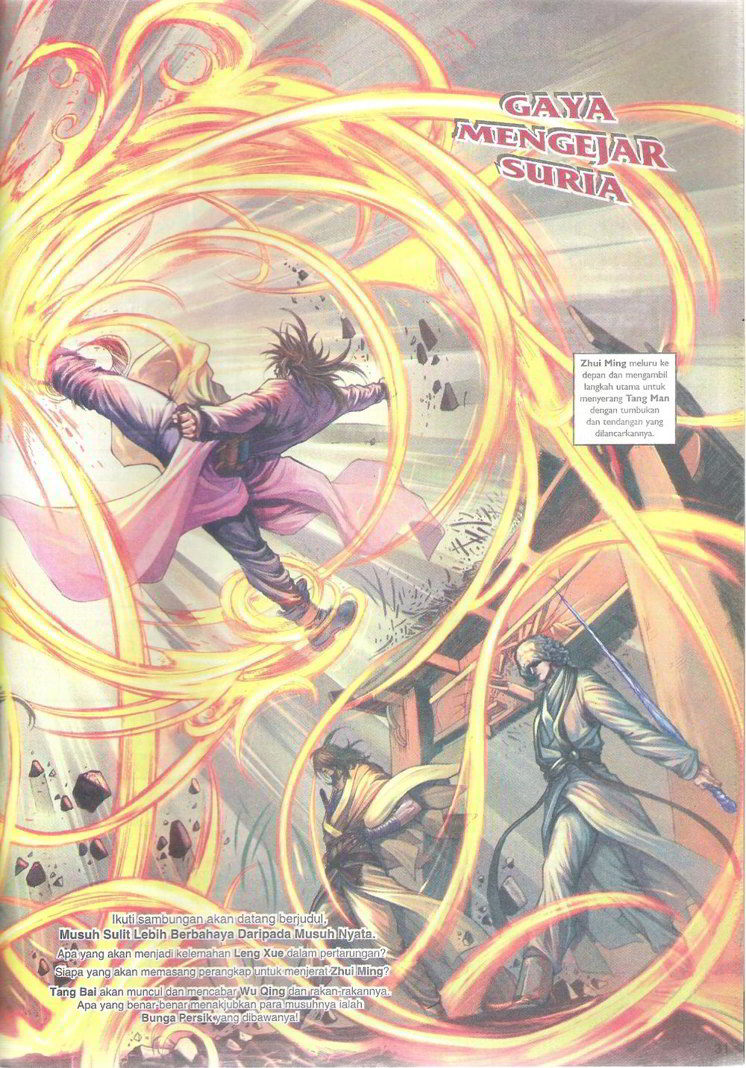 GAYA
MENGEJAR
SURIA
Zhui Ming meluru ke
depan dan mengambil
langkah utama untuk
menyerang Tang Man
dengan tumbukan
dan tendangan yang
dilancarkannya.
Ikuti sambungan akan datang berjudul,
Musuh Sulit Lebih Berbahaya Daripada Musuh Nyata.
Apa yang akan menjadi kelemahan Leng Xue dalam pertarungan?
Siapa yang akan memasang perangkap untuk menjerat Zhui Ming?
Tang Bai akan muncul dan mencabar Wu Qing dan rakan-rakannya.
Apa yang benar-benar menakjubkan para musuhnya ialah
Bunga Persik yang dibawanya!
31